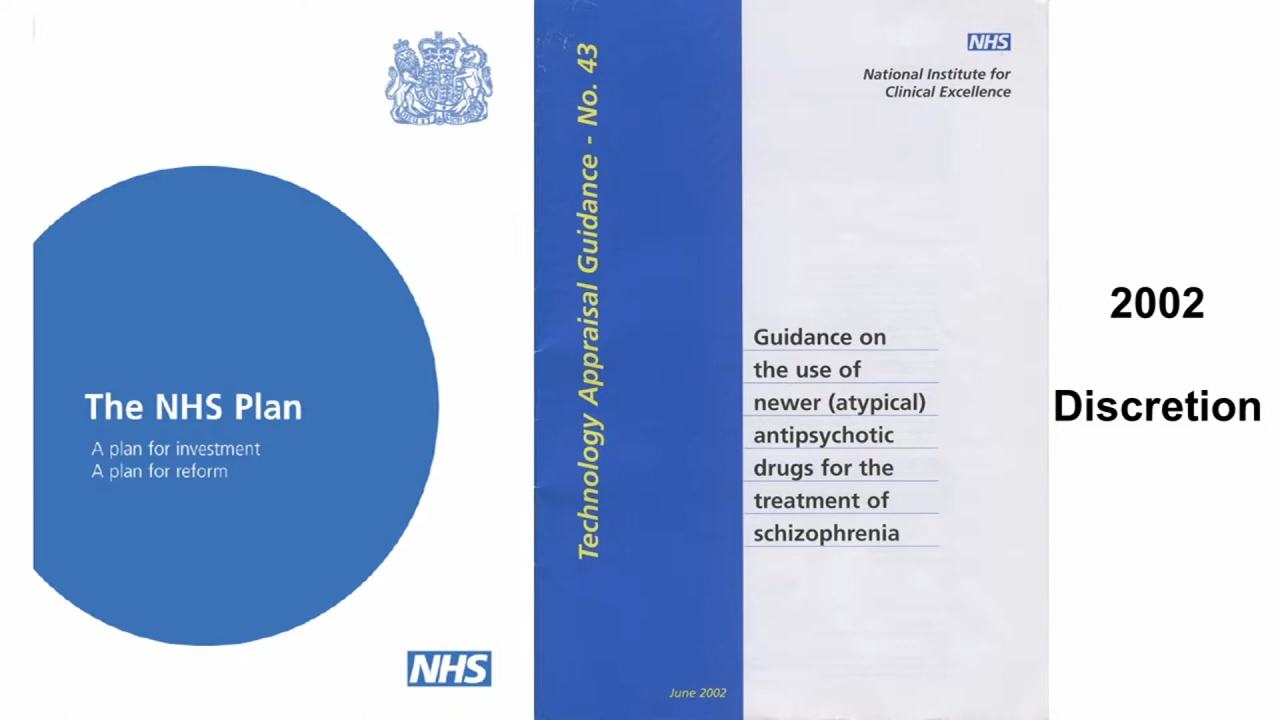 The NHS Plan
A plan for investment
A plan for reform
NHS
Technology Appraisal Guidance - No. 43
June 2002
NHS
National Institute for
Clinical Excellence
Guidance on
the use of
newer (atypical)
antipsychotic
drugs for the
treatment of
schizophrenia
2002
Discretion